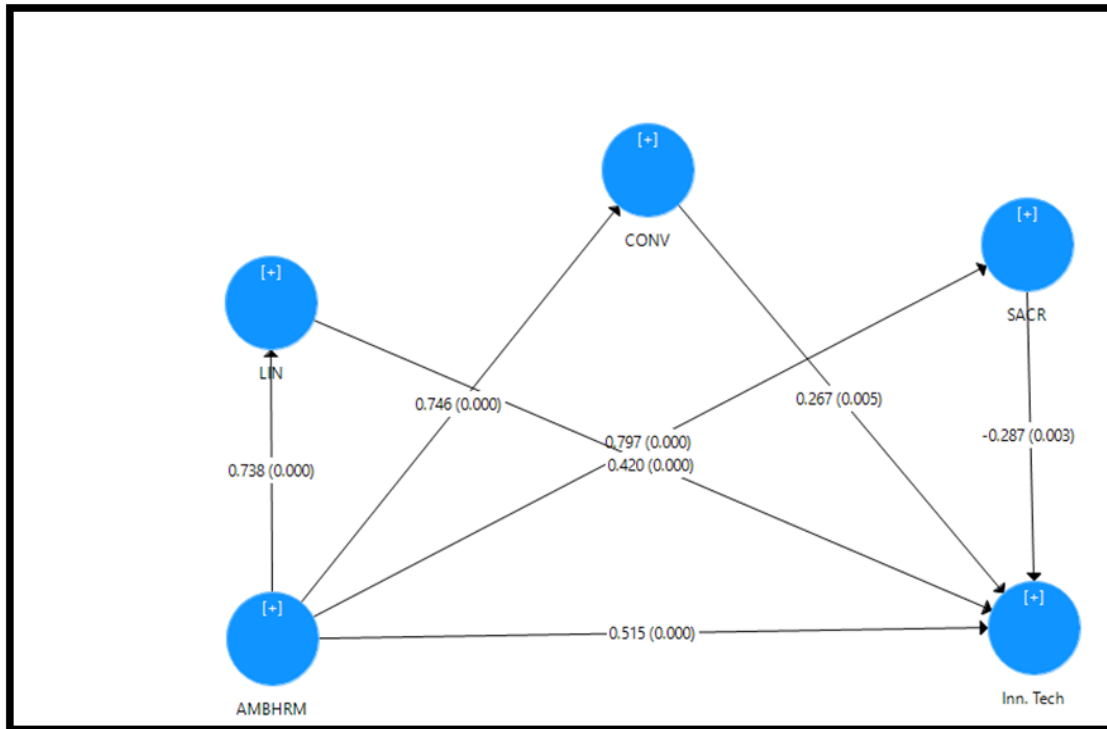 [+]
CONV
[+]
SACR
[+]
LIN
0.746 (0.000)
0.267 (0.005)
0.797 (0.000)
-0.287 (0.003)
0.738 (0.000)
0.420 (0.000)
[+]
AMBHRM
0.515 (0.000)
[+]
Inn. Tech